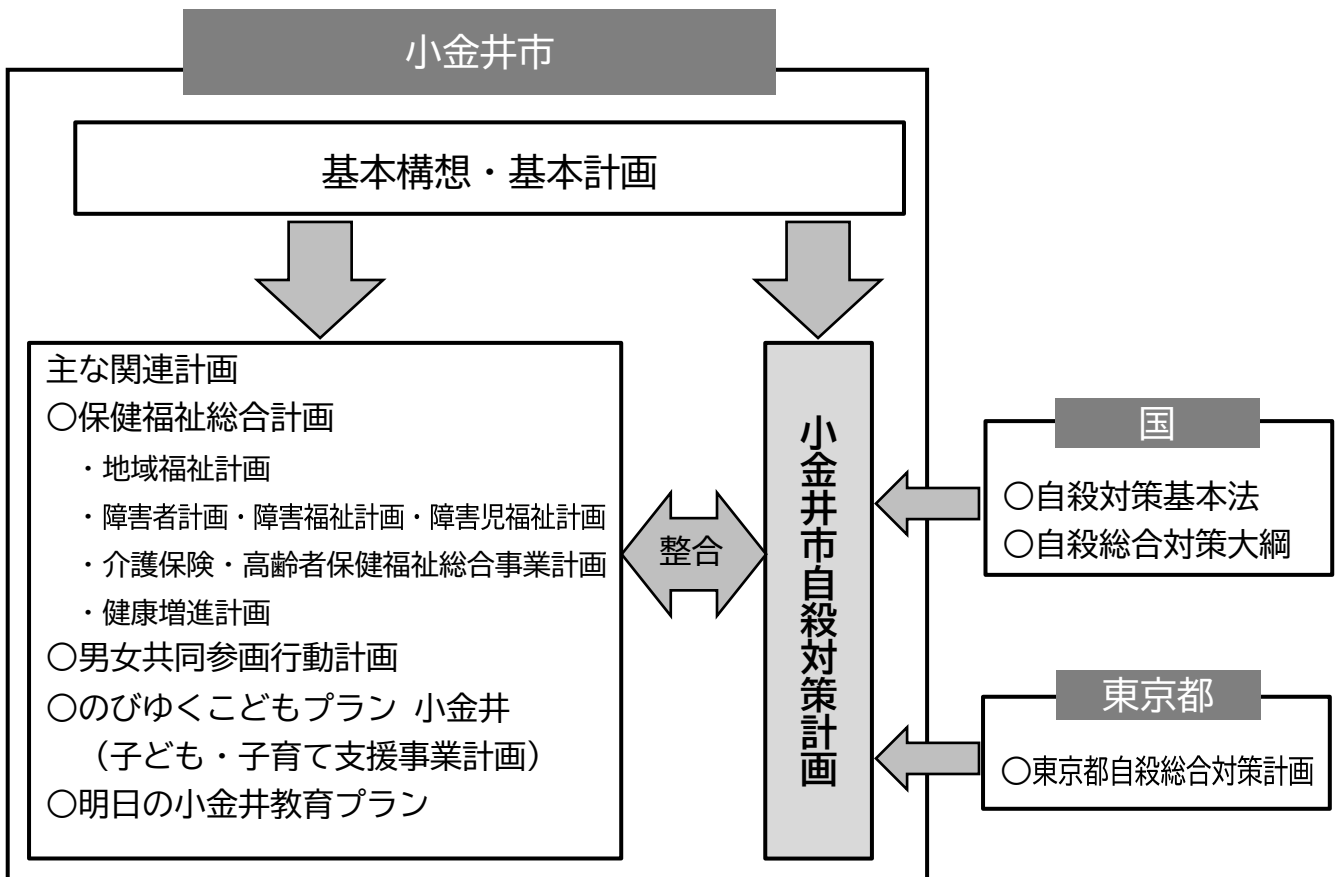 小金井市
基本構想・基本計画
主な関連計画
○保健福祉総合計画
・地域福祉計画
・障害者計画・障害福祉計画・障害児福祉計画
・介護保険・高齢者保健福祉総合事業計画
・健康増進計画
○男女共同参画行動計画
○のびゆくこどもプラン 小金井
（子ども・子育て支援事業計画）
○明日の小金井教育プラン
整合
小金井市自殺対策計画
国
○自殺対策基本法
○自殺総合対策大綱
東京都
○東京都自殺総合対策計画